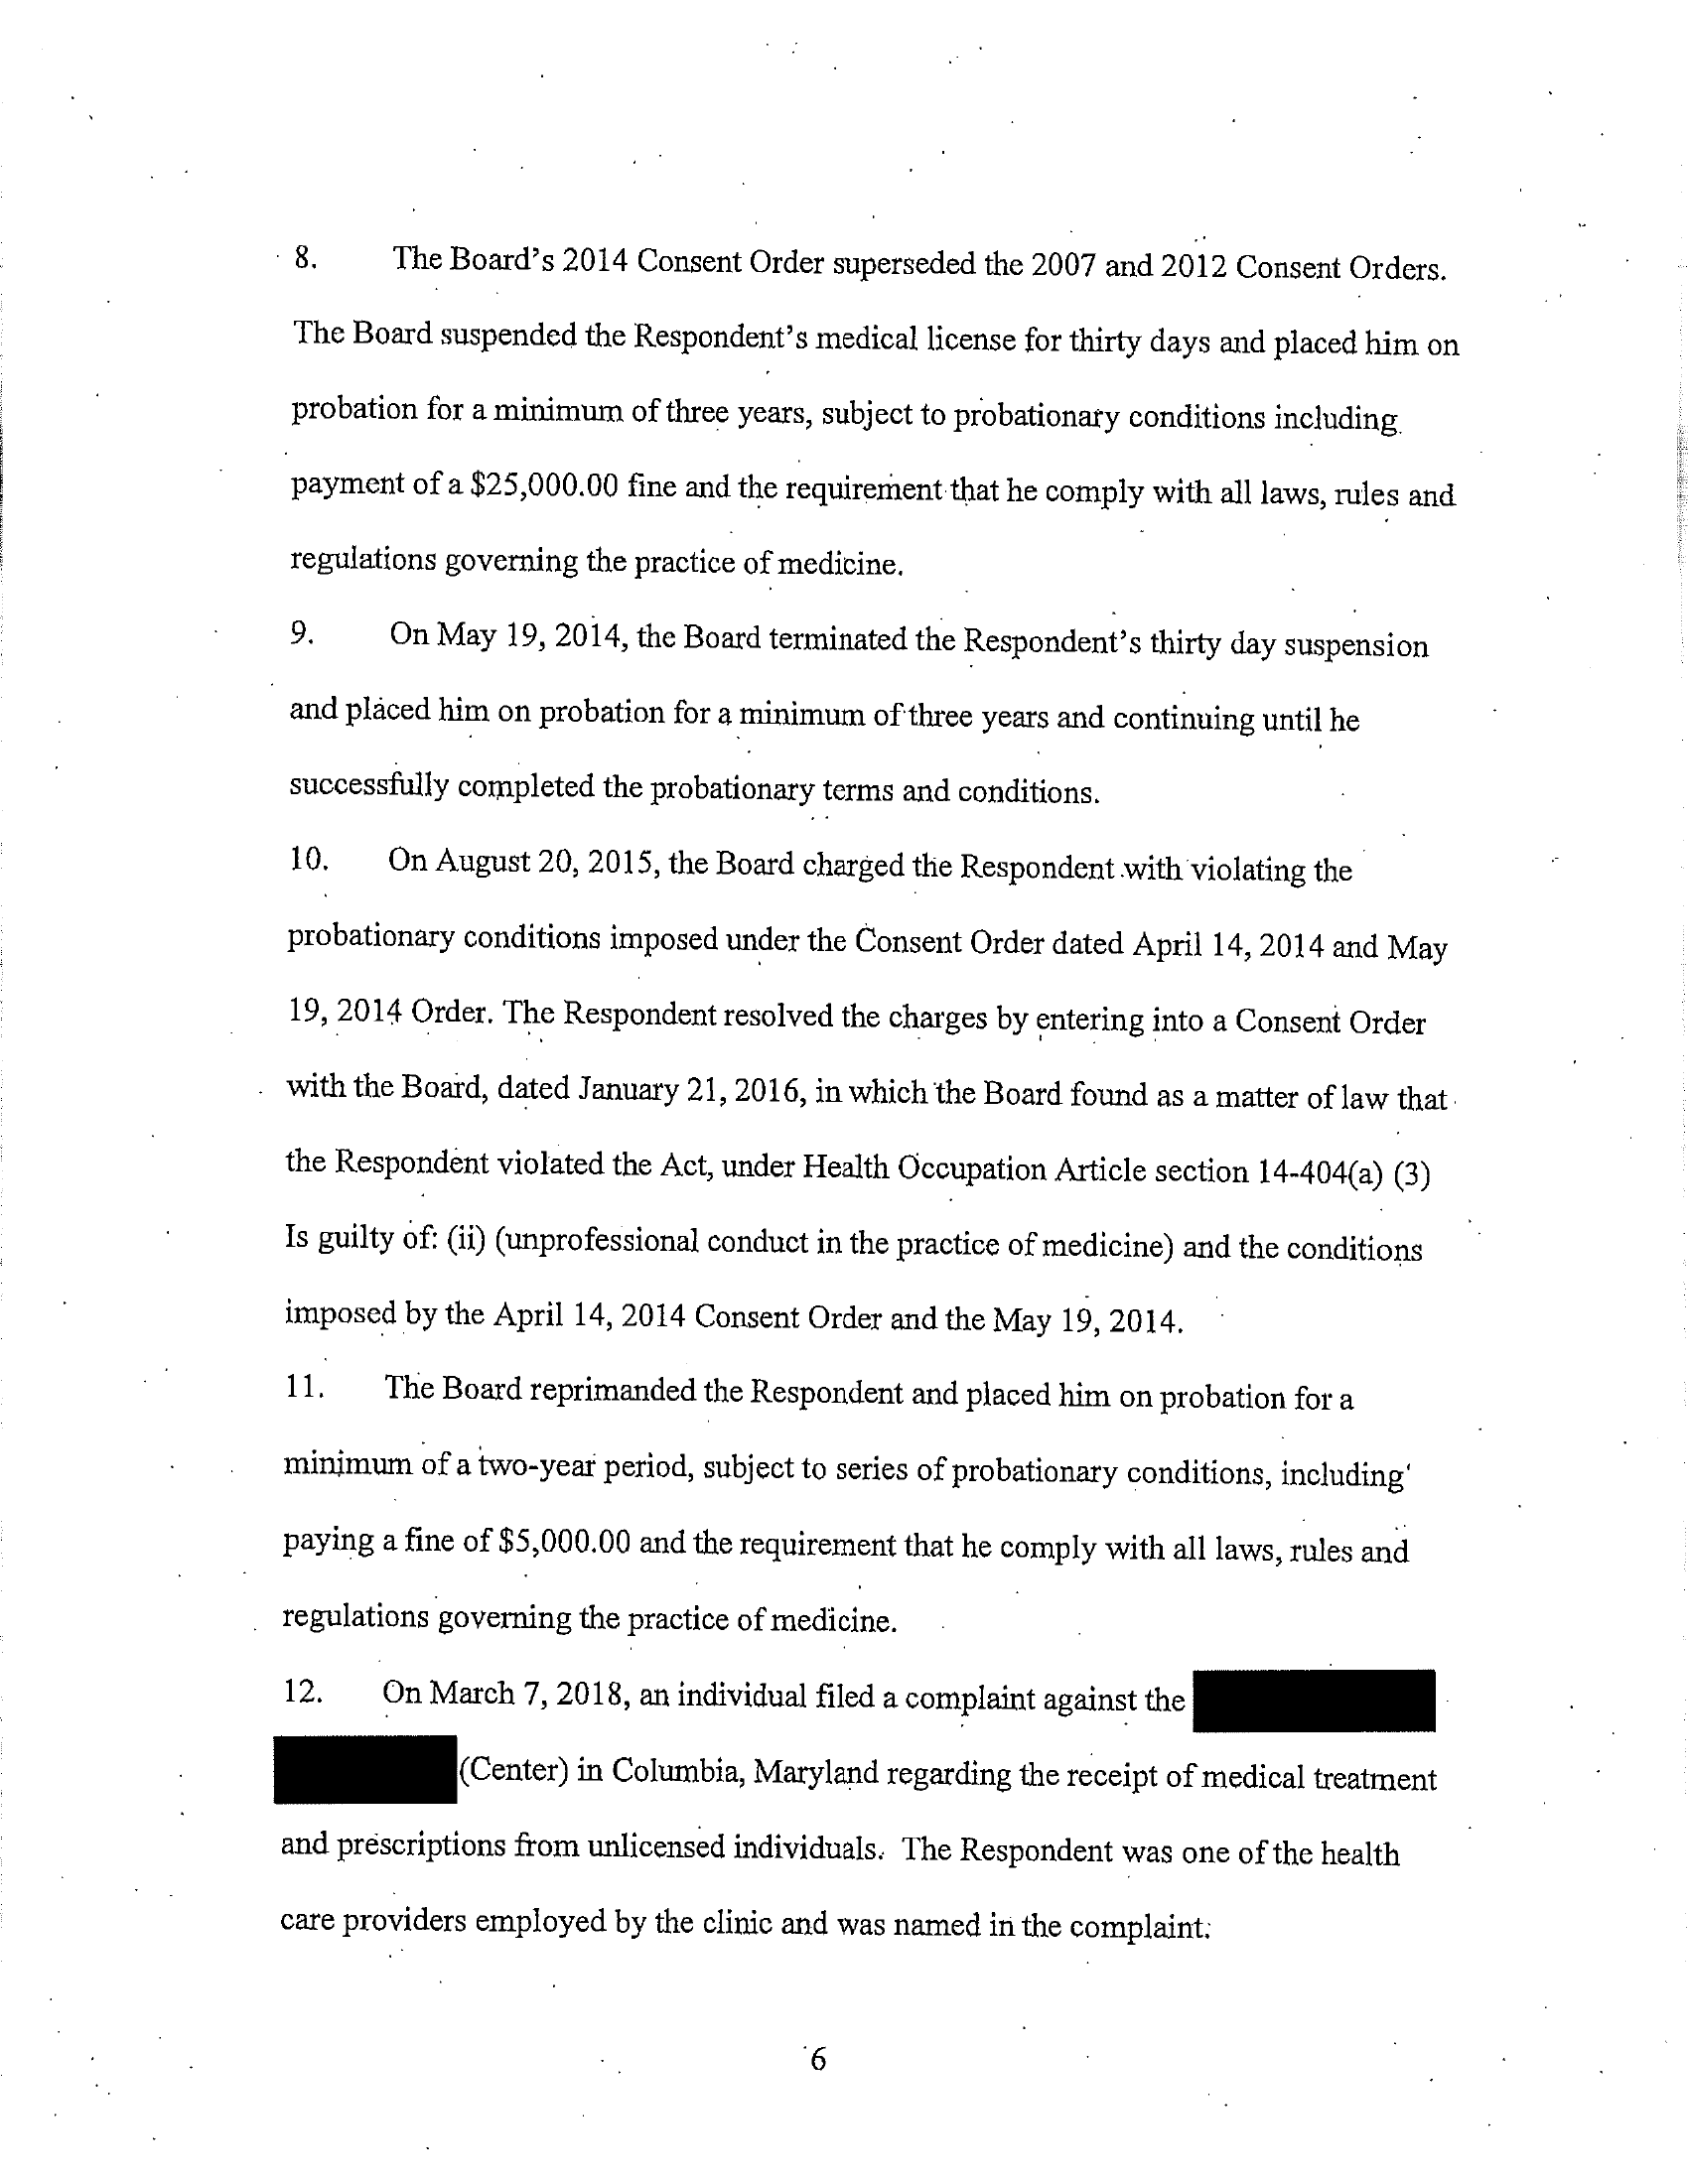 8. The Board's 2014 Consent Order superseded the 2007 and 2012 Consent Orders.
The Board suspended the Respondent's medical license for thirty days and placed him on
probation for a minimum of three years, subject to probationary conditions including
payment of a $25,000.00 fine and the requirement that he comply with all laws, rules and
regulations governing the practice of medicine.
9. On May 19, 2014, the Board terminated the Respondent's thirty day suspension
and placed him on probation for a minimum of three years and continuing until he
successfully completed the probationary terms and conditions.
10. On August 20, 2015, the Board charged the Respondent with violating the
probationary conditions imposed under the Consent Order dated April 14, 2014 and May
19, 2014 Order. The Respondent resolved the charges by entering into a Consent Order
with the Board, dated January 21, 2016, in which the Board found as a matter of law that
the Respondent violated the Act, under Health Occupation Article section 14-404(a) (3)
Is guilty of: (ii) (unprofessional conduct in the practice of medicine) and the conditions
imposed by the April 14, 2014 Consent Order and the May 19, 2014.
11. The Board reprimanded the Respondent and placed him on probation for a
minimum of a two-year period, subject to series of probationary conditions, including
paying a fine of $5,000.00 and the requirement that he comply with all laws, rules and
regulations governing the practice of medicine.
12. On March 7, 2018, an individual filed a complaint against the
(Center) in Columbia, Maryland regarding the receipt of medical treatment
and prescriptions from unlicensed individuals. The Respondent was one of the health
care providers employed by the clinic and was named in the complaint.
6